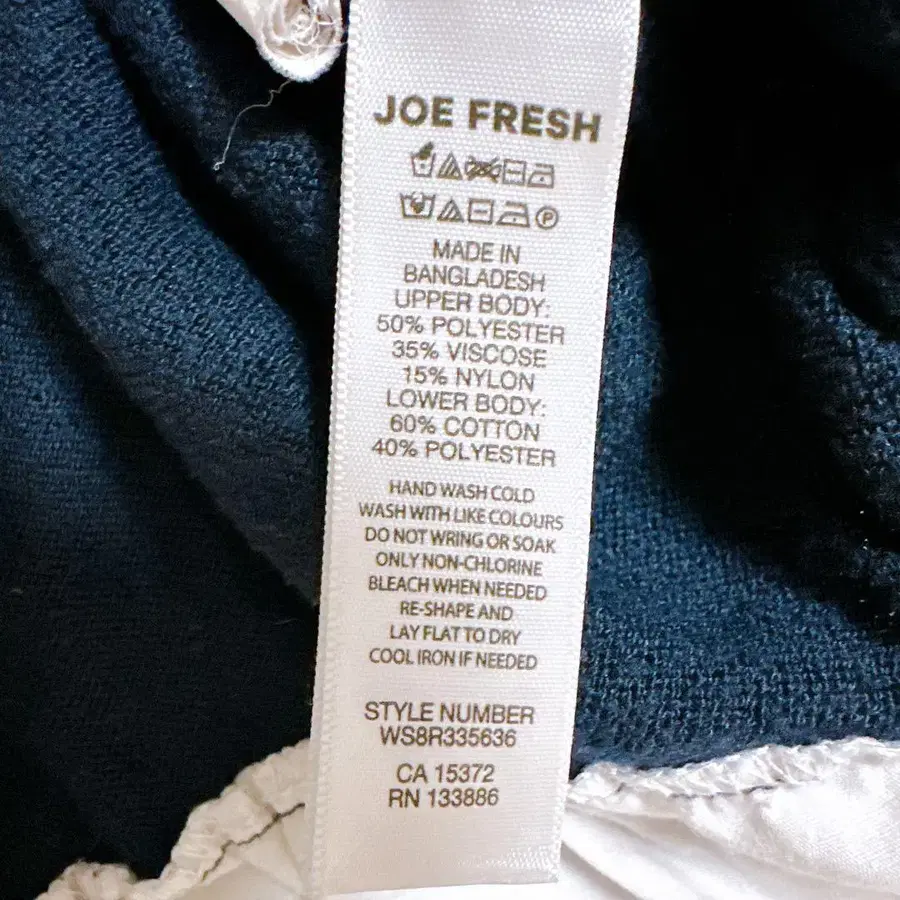 JOE FRESH
P
MADE IN
BANGLADESH
UPPER BODY:
50% POLYESTER
35% VISCOSE
15% NYLON
LOWER BODY:
60% COTTON
40% POLYESTER
HAND WASH COLD
WASH WITH LIKE COLOURS
DO NOT WRING OR SOAK
ONLY NON-CHLORINE
BLEACH WHEN NEEDED
RE-SHAPE AND
LAY FLAT TO DRY
COOL IRON IF NEEDED
STYLE NUMBER
WS8R335636
CA 15372
RN 133886